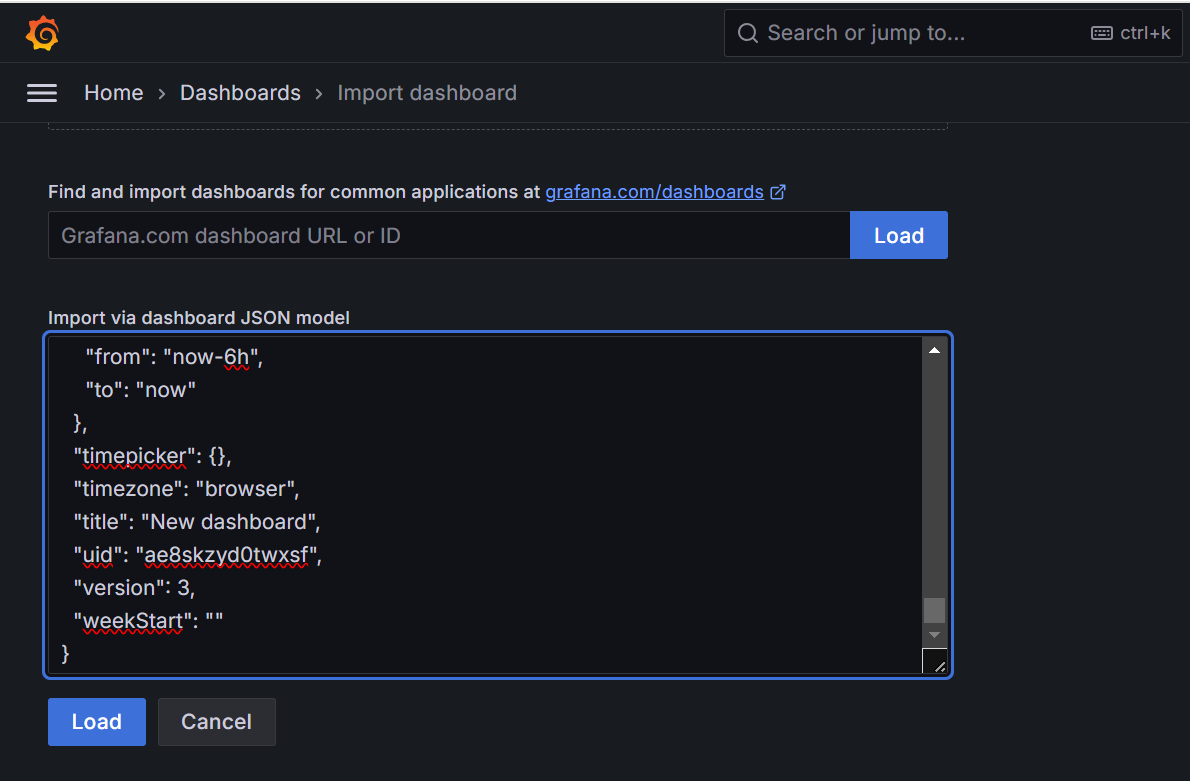 Search or jump to...
ctrl+k
Home › Dashboards › Import dashboard
Find and import dashboards for common applications at grafana.com/dashboards
Grafana.com dashboard URL or ID
Load
Import via dashboard JSON model
"from": "now-6h",
"to": "now"
},
"timepicker": {},
"timezone": "browser",
"title": "New dashboard",
"uid": "ae8skzyd0twxsf",
"version": 3,
"weekStart": ""
}
Load
Cancel